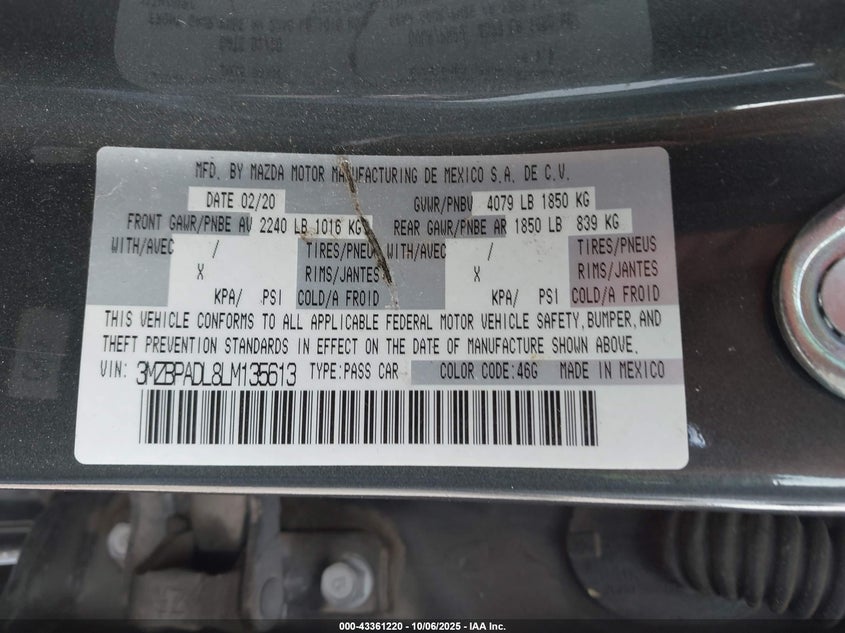 MFD. BY MAZDA MOTOR MANUFACTURING DE MEXICO S.A. DE C.V.
DATE 02/20 GVWR/PNBV 4079 LB 1850 KG
FRONT GAWR/PNBE AV 2240 LB 1016 KG REAR GAWR/PNBE AR 1850 LB 839 KG
WITH/AVEC / TIRES/PNEUS WITH/AVEC / TIRES/PNEUS
X RIMS/JANTES X RIMS/JANTES
KPA/ PSI COLD/A FROID KPA/ PSI COLD/A FROID
THIS VEHICLE CONFORMS TO ALL APPLICABLE FEDERAL MOTOR VEHICLE SAFETY, BUMPER, AND
THEFT PREVENTION STANDARDS IN EFFECT ON THE DATE OF MANUFACTURE SHOWN ABOVE.
VIN: 3MZBPADL8LM135613 TYPE:PASS CAR COLOR CODE:46G MADE IN MEXICO
000-43361220 - 10/06/2025 - IAA Inc.